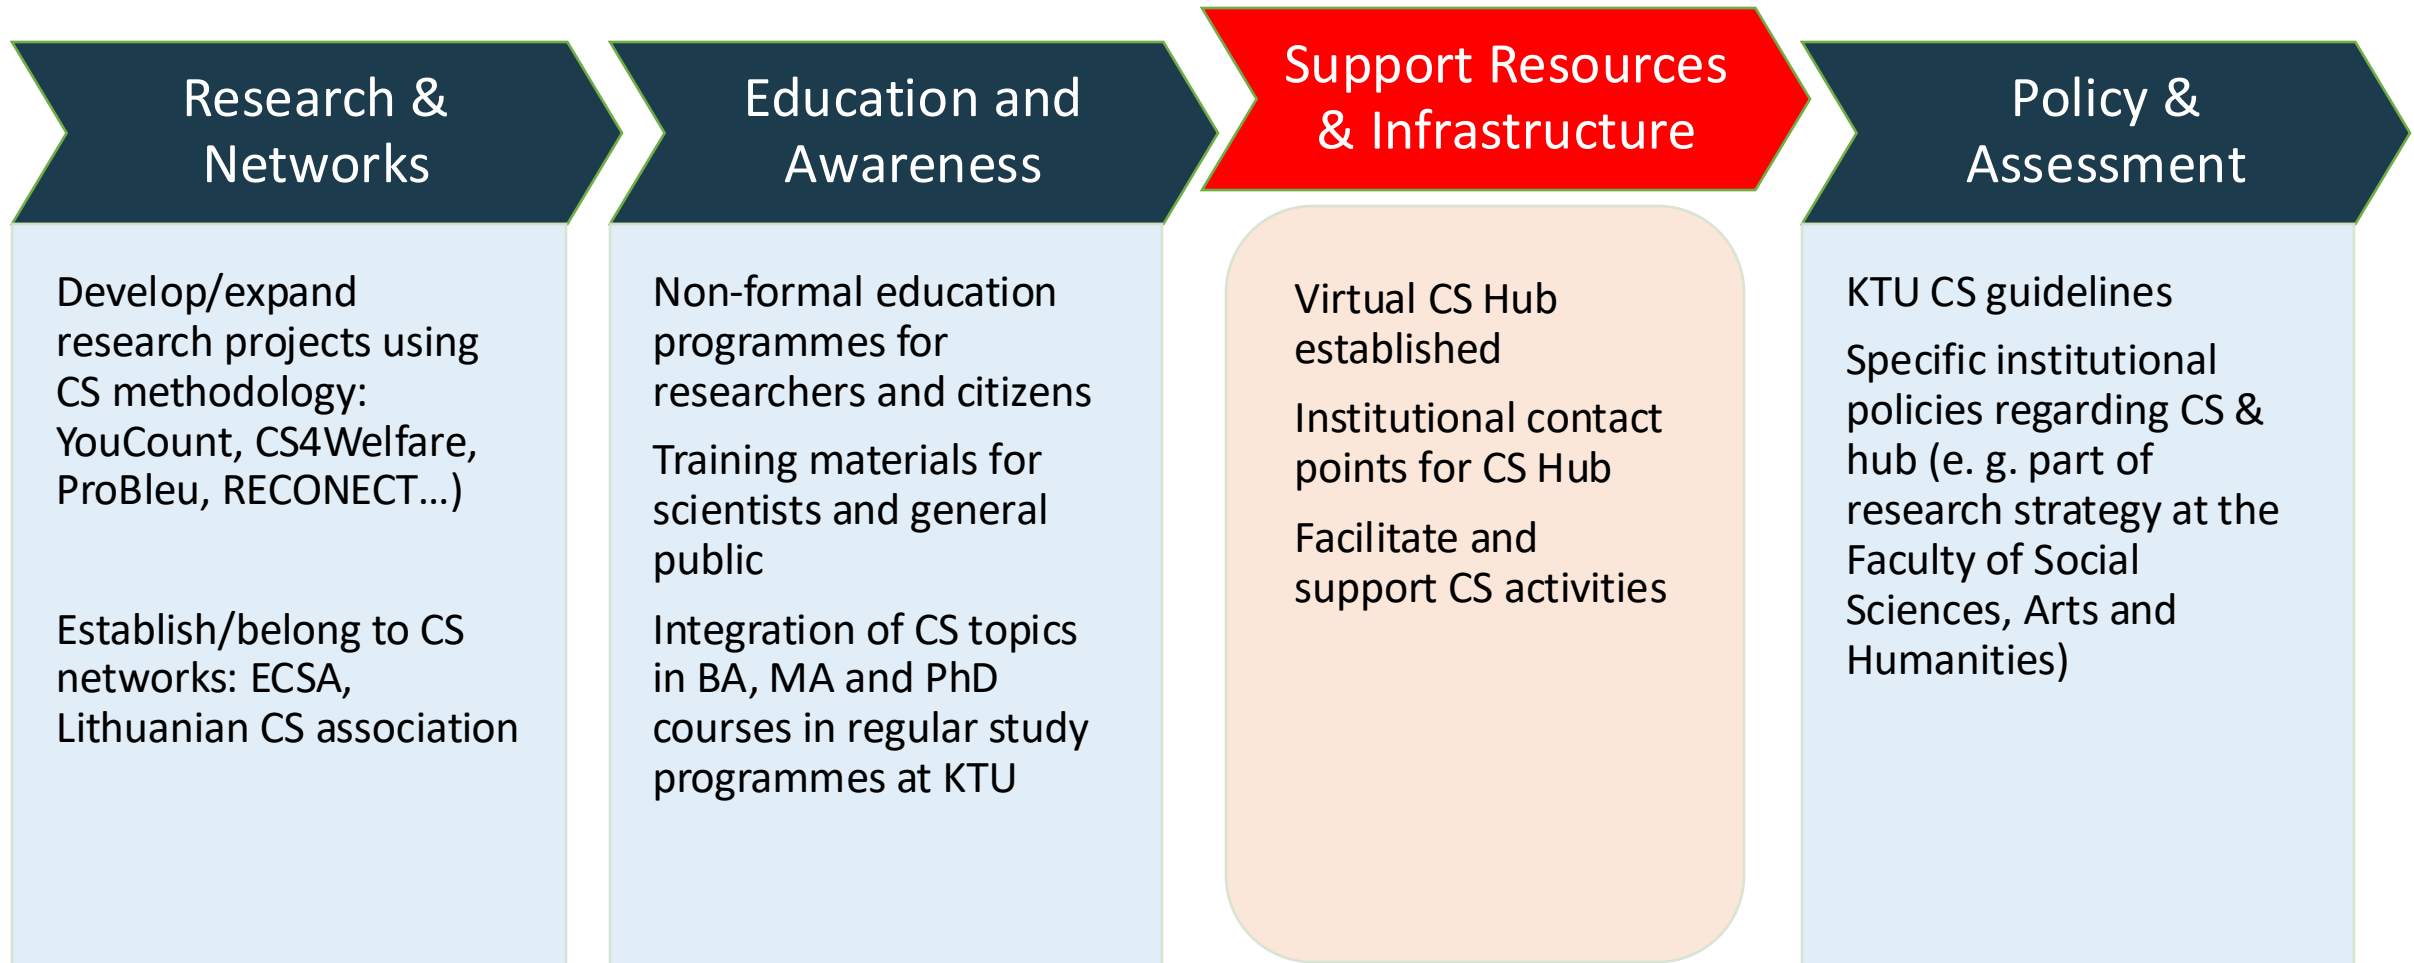 Research &
Networks
Develop/expand
research projects using
CS methodology:
YouCount, CS4Welfare,
ProBleu, RECONECT...)
Establish/belong to CS
networks: ECSA,
Lithuanian CS association
Education and
Awareness
Non-formal education
programmes for
researchers and citizens
Training materials for
scientists and general
public
Integration of CS topics
in BA, MA and PhD
courses in regular study
programmes at KTU
Support Resources
& Infrastructure
Virtual CS Hub
established
Institutional contact
points for CS Hub
Facilitate and
support CS activities
Policy &
Assessment
KTU CS guidelines
Specific institutional
policies regarding CS &
hub (e. g. part of
research strategy at the
Faculty of Social
Sciences, Arts and
Humanities)